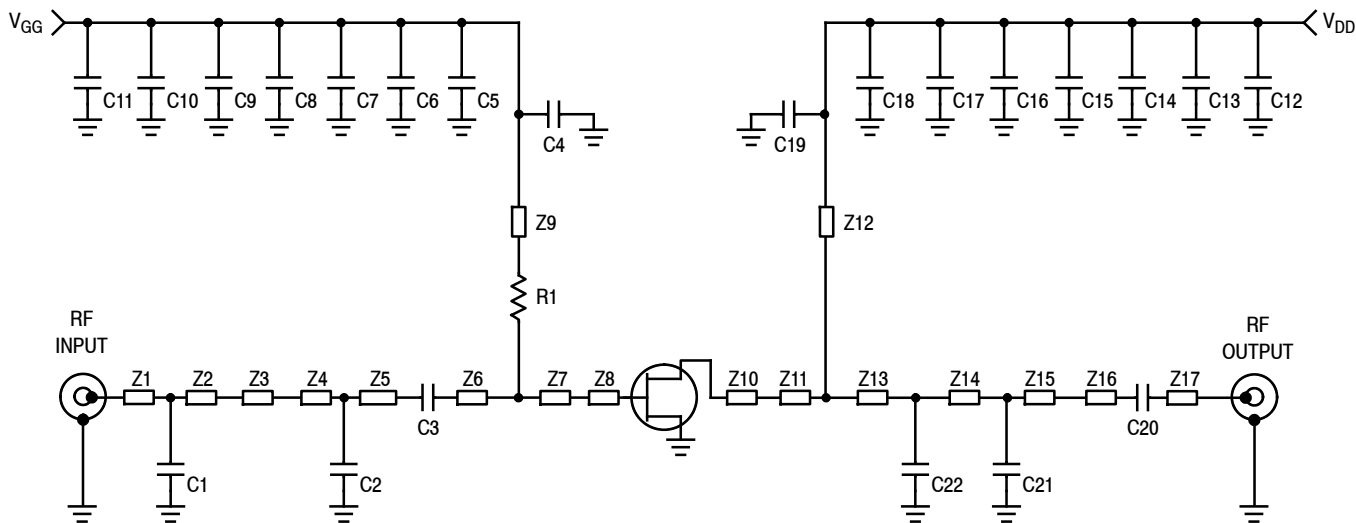 VGG
VDD
C11 C10 C9 C8 C7 C6 C5
C18 C17 C16 C15 C14 C13 C12
C4
C19
Z9
Z12
R1
RF
INPUT
RF
OUTPUT
Z1 Z2 Z3 Z4 Z5 Z6 Z7 Z8 Z10 Z11 Z13 Z14 Z15 Z16 Z17
C3
C20
C1
C2
C22
C21